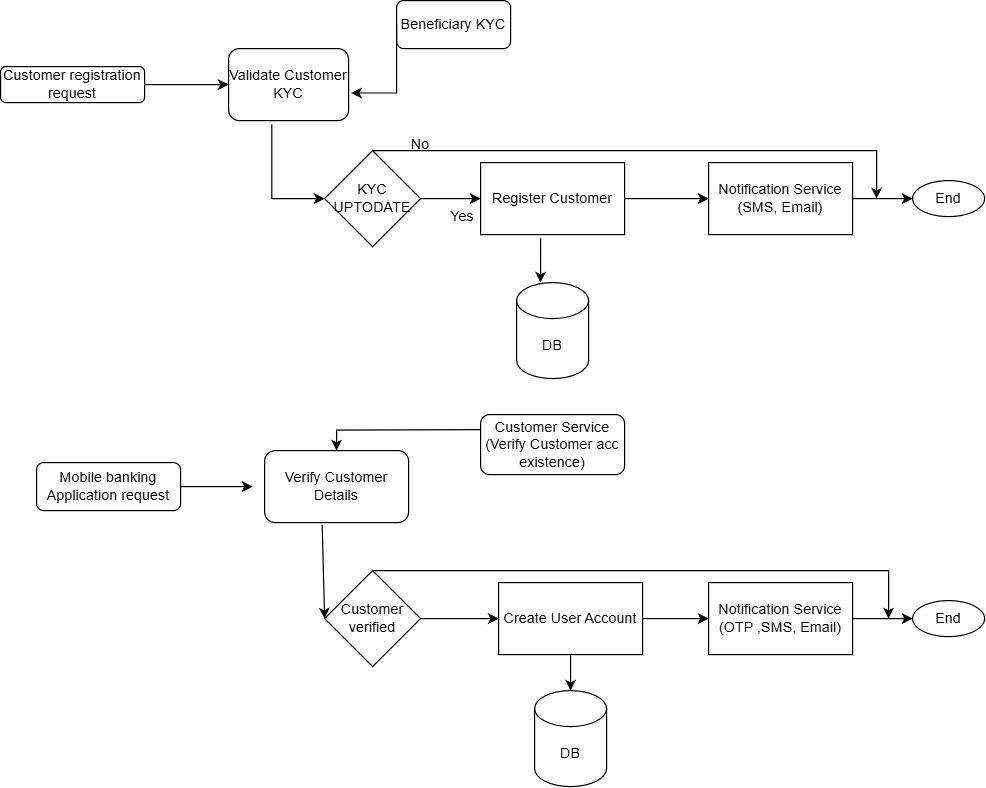 Beneficiary KYC
Customer registration
request
Validate Customer
KYC
No
KYC
UPTODATE
Yes
Register Customer
Notification Service
(SMS, Email)
End
DB
Customer Service
(Verify Customer acc
existence)
Mobile banking
Application request
Verify Customer
Details
Customer
verified
Create User Account
Notification Service
(OTP ,SMS, Email)
End
DB